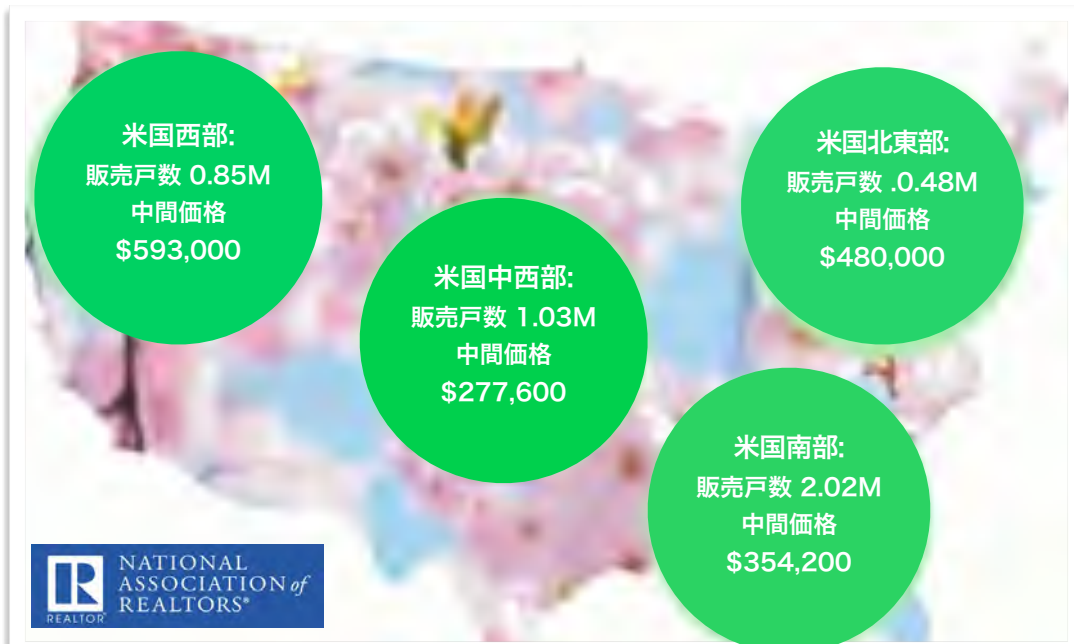 米国西部:
販売戸数 0.85M
中間価格
$593,000
米国北東部:
販売戸数 .0.48M
中間価格
$480,000
米国中西部:
販売戸数 1.03M
中間価格
$277,600
米国南部:
販売戸数 2.02M
中間価格
$354,200
NATIONAL
ASSOCIATION of
REALTORS®
R
REALTOR®